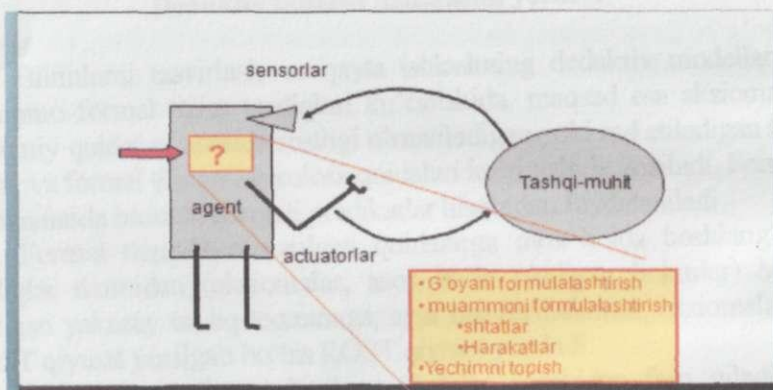 sensorlar
?
agent
Tashqi-muhit
actuatorlar
• G'oyani formulalashtirish
• muammoni formulalashtirish
•shtatlar
•Harakatlar
• Yechimni topish